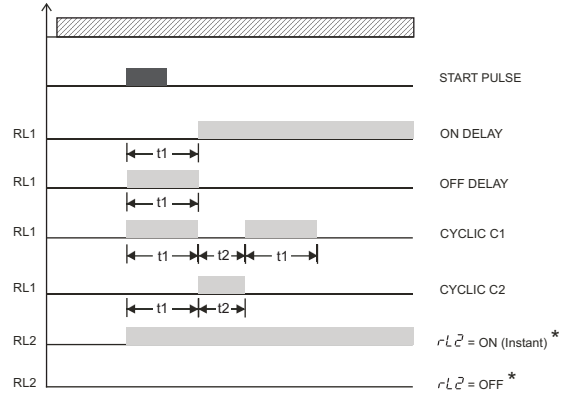 START PULSE
RL1 ON DELAY
t1
RL1 OFF DELAY
t1
RL1 CYCLIC C1
t1 t2 t1
RL1 CYCLIC C2
t1 t2
RL2 rL2 = ON (Instant) *
RL2 rL2 = OFF *